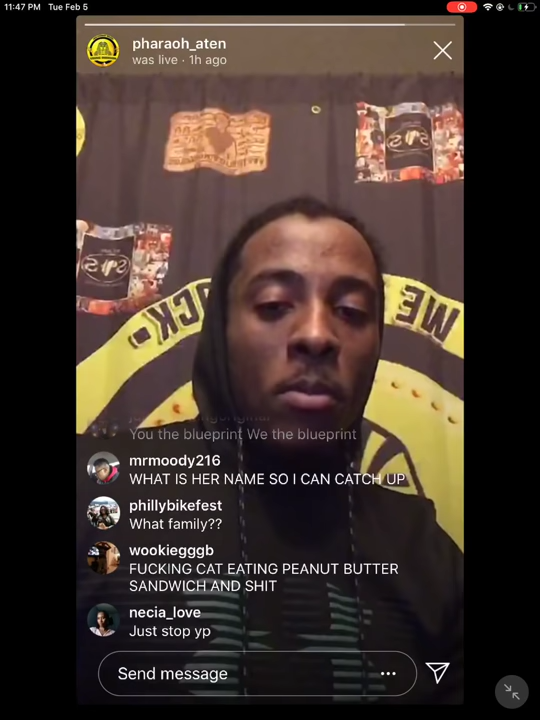 11:47 PM Tue Feb 5
pharaoh_aten
was live · 1h ago
WE
CK.
You the blueprint We the blueprint
mrmoody216
WHAT IS HER NAME SO I CAN CATCH UP
phillybikefest
What family??
wookiegggb
FUCKING CAT EATING PEANUT BUTTER
SANDWICH AND SHIT
necia_love
Just stop yp
Send message